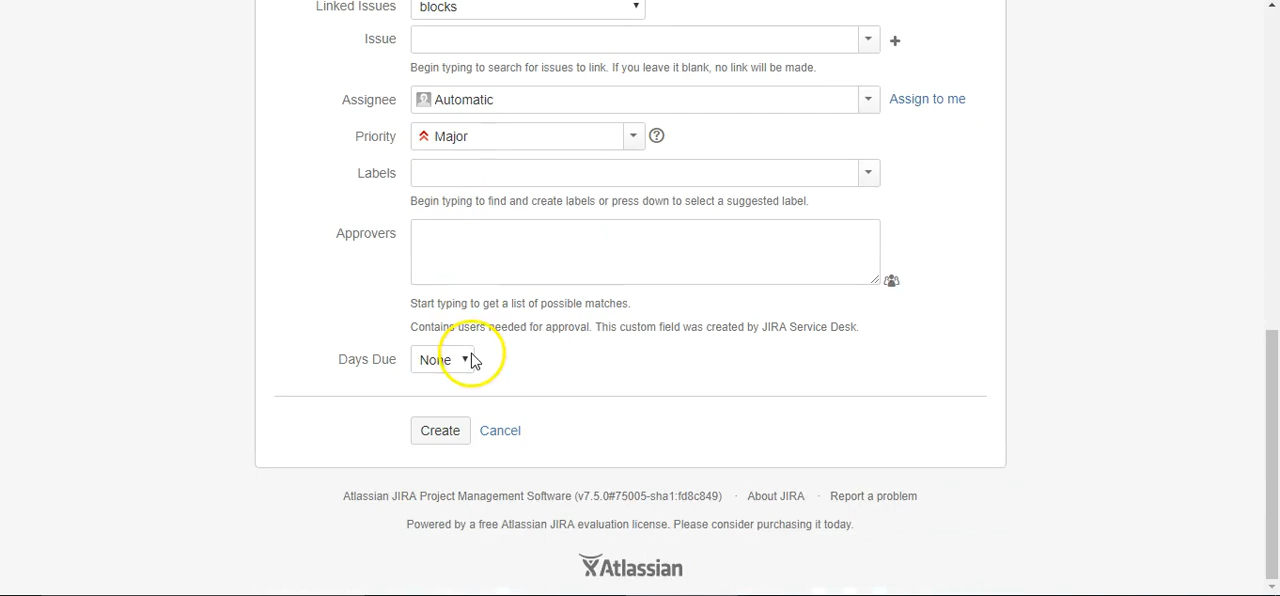 Linked Issues blocks
Issue
Begin typing to search for issues to link. If you leave it blank, no link will be made.
Assignee Automatic Assign to me
Priority Major
Labels
Begin typing to find and create labels or press down to select a suggested label.
Approvers
Start typing to get a list of possible matches.
Contains users needed for approval. This custom field was created by JIRA Service Desk.
Days Due None
Create Cancel
Atlassian JIRA Project Management Software (v7.5.0#75005-sha1:fd8c849) · About JIRA · Report a problem
Powered by a free Atlassian JIRA evaluation license. Please consider purchasing it today.
Atlassian